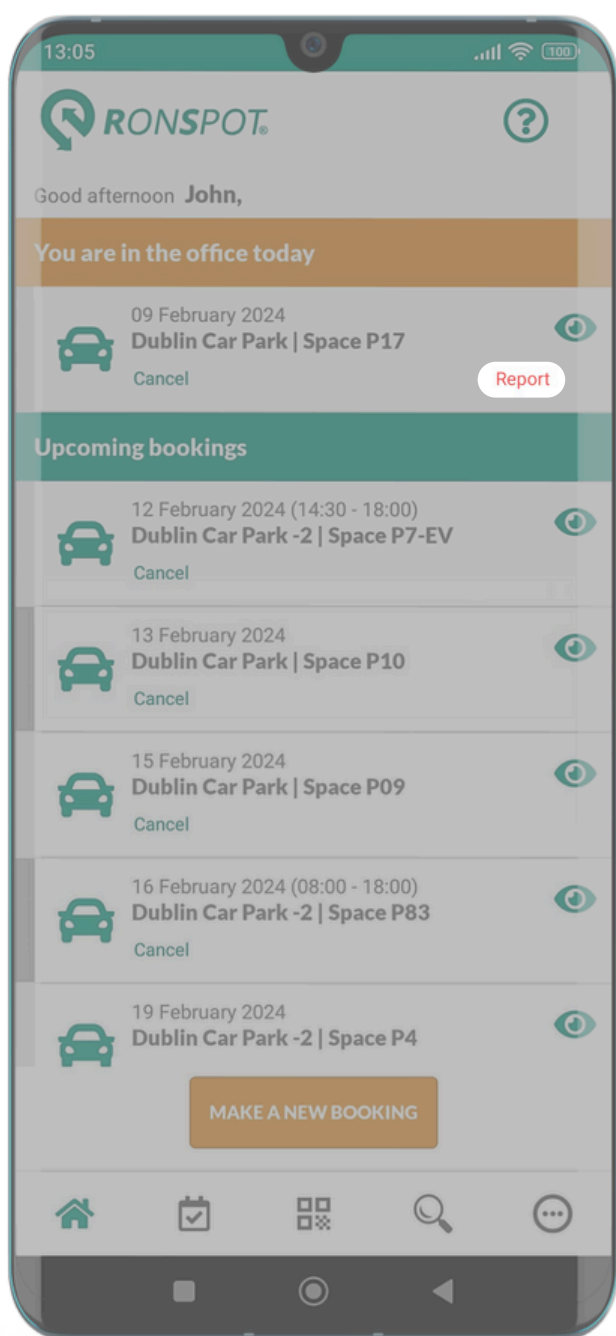 13:05
100
RONSPOT®
Good afternoon John,
You are in the office today
09 February 2024
Dublin Car Park | Space P17
Cancel
Report
Upcoming bookings
12 February 2024 (14:30 - 18:00)
Dublin Car Park -2 | Space P7-EV
Cancel
13 February 2024
Dublin Car Park | Space P10
Cancel
15 February 2024
Dublin Car Park | Space P09
Cancel
16 February 2024 (08:00 - 18:00)
Dublin Car Park -2 | Space P83
Cancel
19 February 2024
Dublin Car Park -2 | Space P4
MAKE A NEW BOOKING